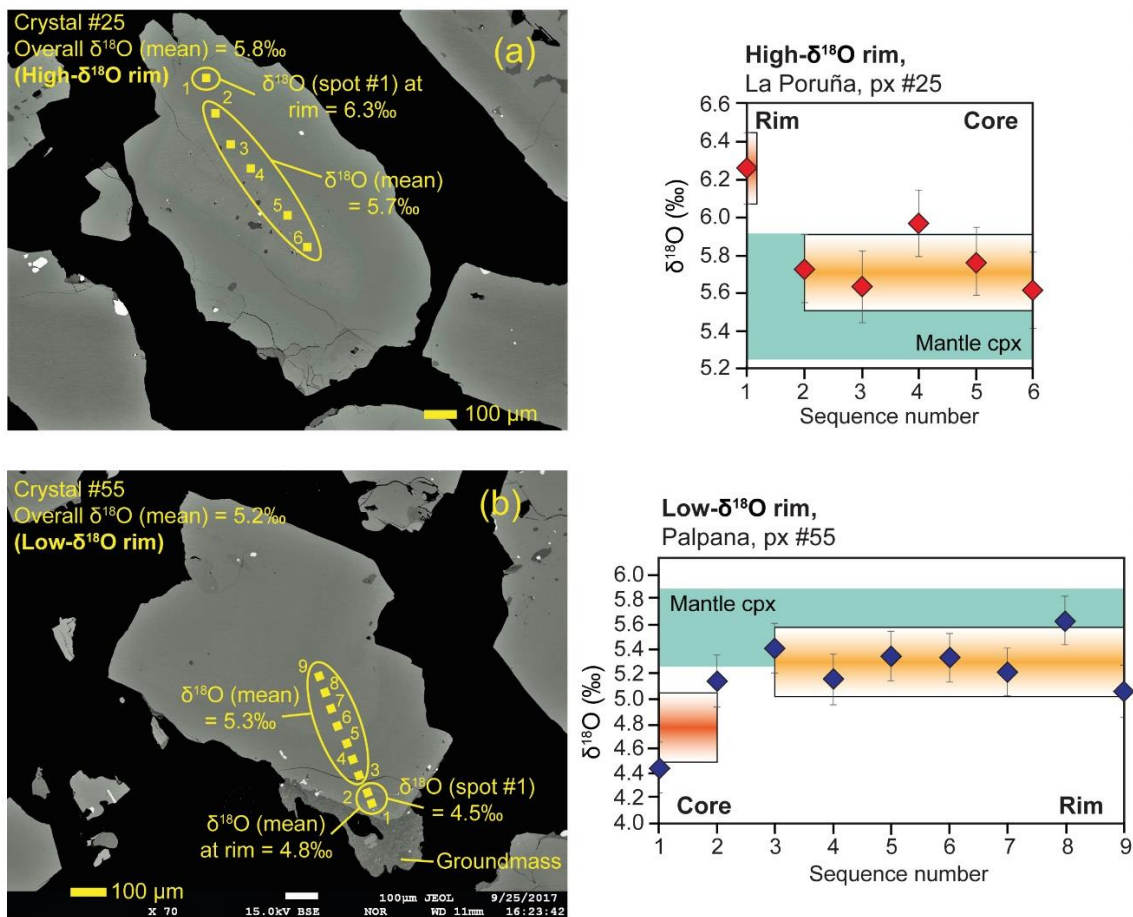 Crystal #25
Overall δ¹⁸O (mean) = 5.8‰
(High-δ¹⁸O rim)
(a)
1
δ¹⁸O (spot #1) at
rim = 6.3‰
2
3
4
δ¹⁸O (mean)
= 5.7‰
5
6
100 µm
High-δ¹⁸O rim,
La Poruña, px #25
6.6
6.4
6.2
6.0
5.8
5.6
5.4
5.2
δ¹⁸O (‰)
Rim
Core
Mantle cpx
1 2 3 4 5 6
Sequence number
Crystal #55
Overall δ¹⁸O (mean) = 5.2‰
(Low-δ¹⁸O rim)
(b)
9
8
δ¹⁸O (mean)
= 5.3‰
7
6
5
4
3
2
1
δ¹⁸O (spot #1)
= 4.5‰
δ¹⁸O (mean)
at rim = 4.8‰
Groundmass
100 µm
100µm JEOL 9/25/2017
X 70 15.0kV BSE NOR WD 11mm 16:23:42
Low-δ¹⁸O rim,
Palpana, px #55
6.0
5.8
5.6
5.4
5.2
5.0
4.8
4.6
4.4
4.2
4.0
δ¹⁸O (‰)
Mantle cpx
Core
Rim
1 2 3 4 5 6 7 8 9
Sequence number